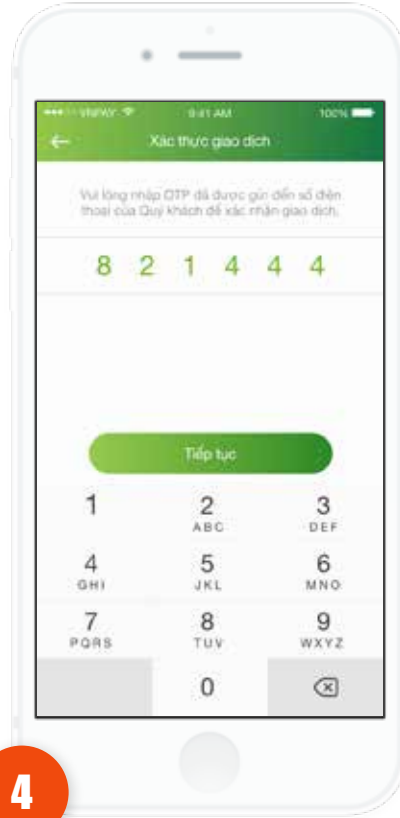 9:41 AM 100%
Xác thực giao dịch
Vui lòng nhập OTP đã được gửi đến số điện
thoại của Quý khách để xác nhận giao dịch.
8 2 1 4 4 4
Tiếp tục
1 2 3
ABC DEF
4 5 6
GHI JKL MNO
7 8 9
PQRS TUV WXYZ
0
4